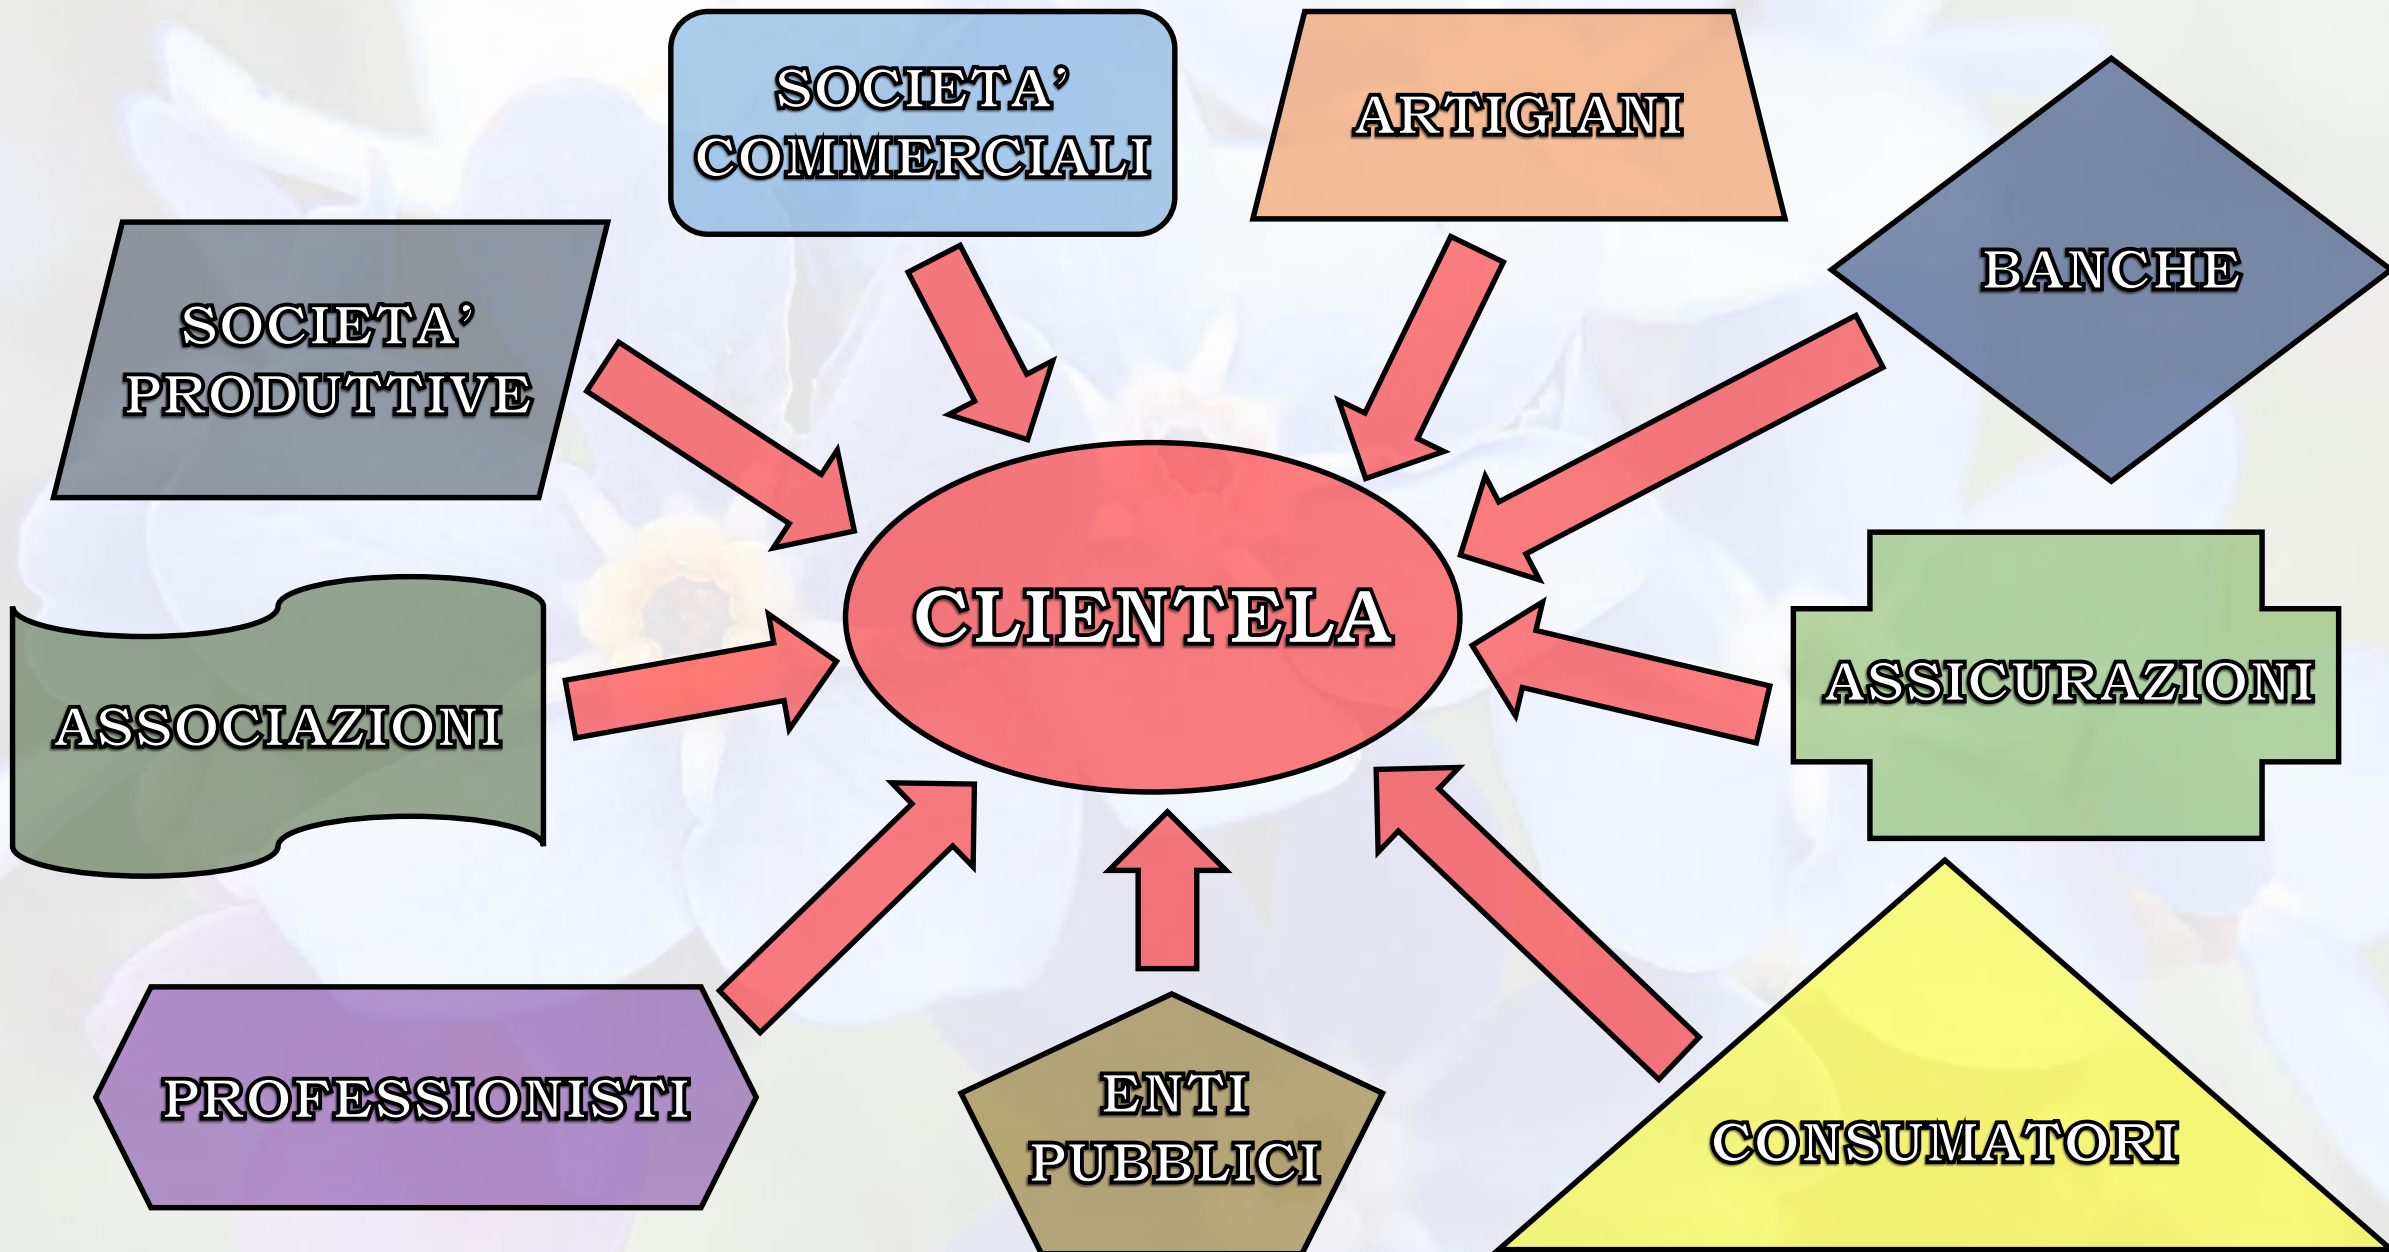 SOCIETA’
COMMERCIALI
ARTIGIANI
BANCHE
SOCIETA’
PRODUTTIVE
CLIENTELA
ASSICURAZIONI
ASSOCIAZIONI
PROFESSIONISTI
ENTI
PUBBLICI
CONSUMATORI